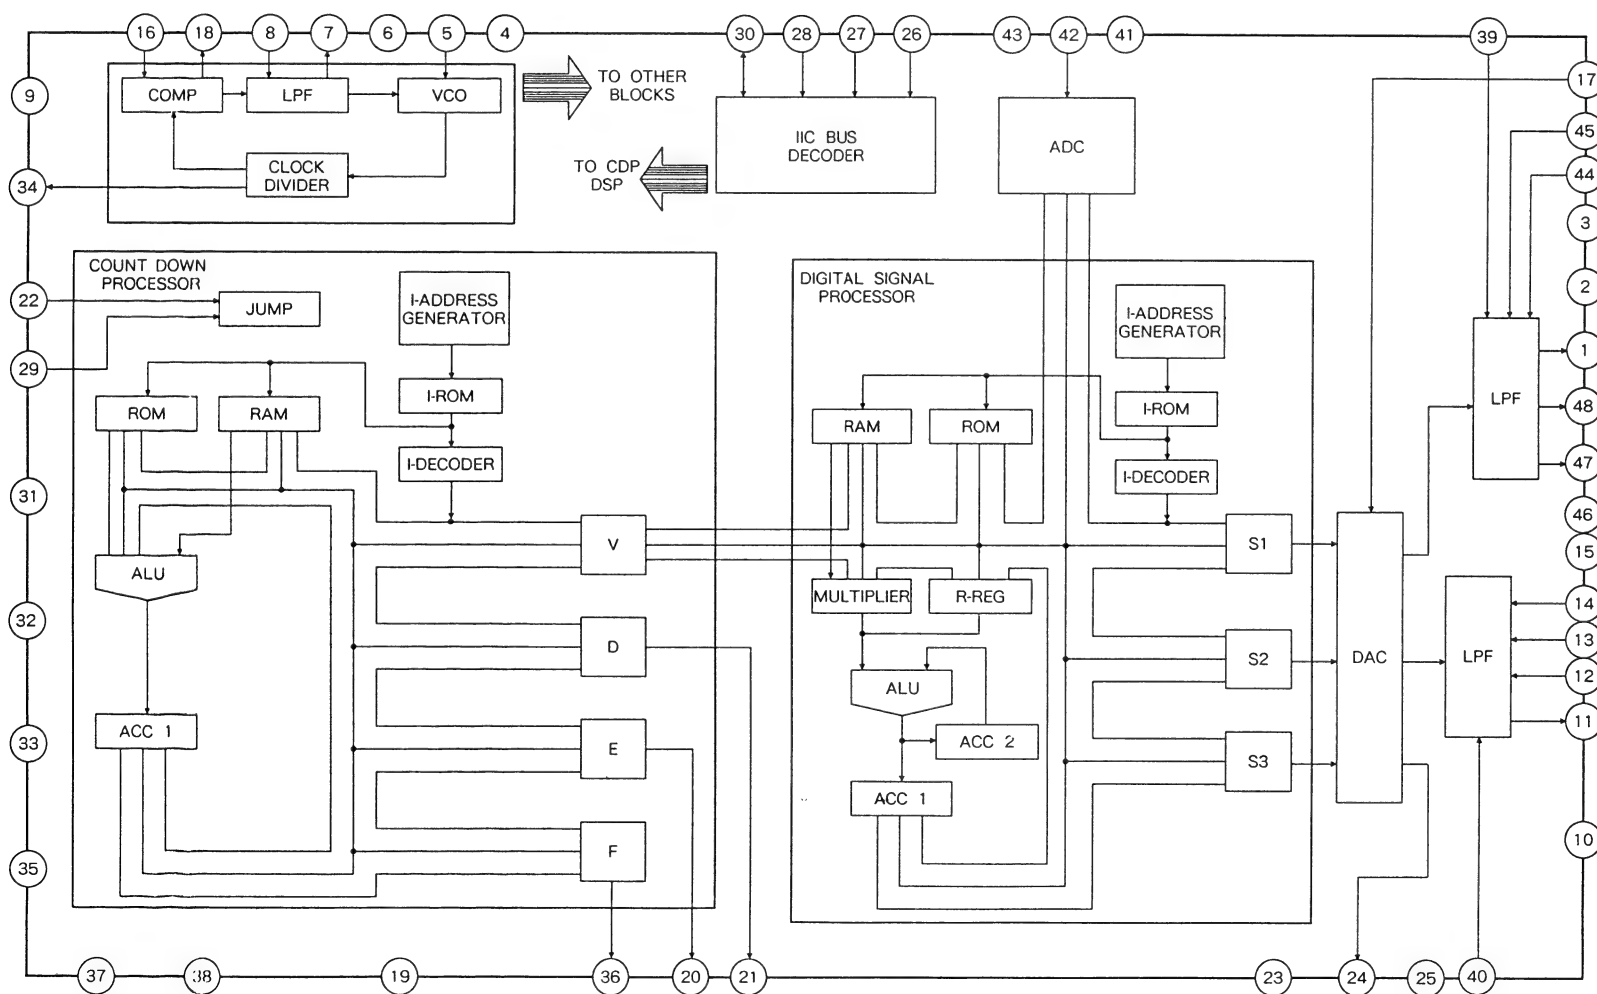 16
18
8
7
6
5
4
30
28
27
26
43
42
41
39
9
COMP
LPF
VCO
TO OTHER
BLOCKS
17
CLOCK
DIVIDER
34
TO CDP
DSP
IIC BUS
DECODER
ADC
45
44
3
2
COUNT DOWN
PROCESSOR
22
JUMP
29
I-ADDRESS
GENERATOR
I-ROM
ROM
RAM
I-DECODER
31
V
ALU
32
D
33
ACC 1
E
35
F
DIGITAL SIGNAL
PROCESSOR
I-ADDRESS
GENERATOR
I-ROM
RAM
ROM
I-DECODER
S1
MULTIPLIER
R-REG
S2
ALU
ACC 2
S3
ACC 1
DAC
LPF
1
48
47
46
15
LPF
14
13
12
11
10
37
38
19
36
20
21
23
24
25
40